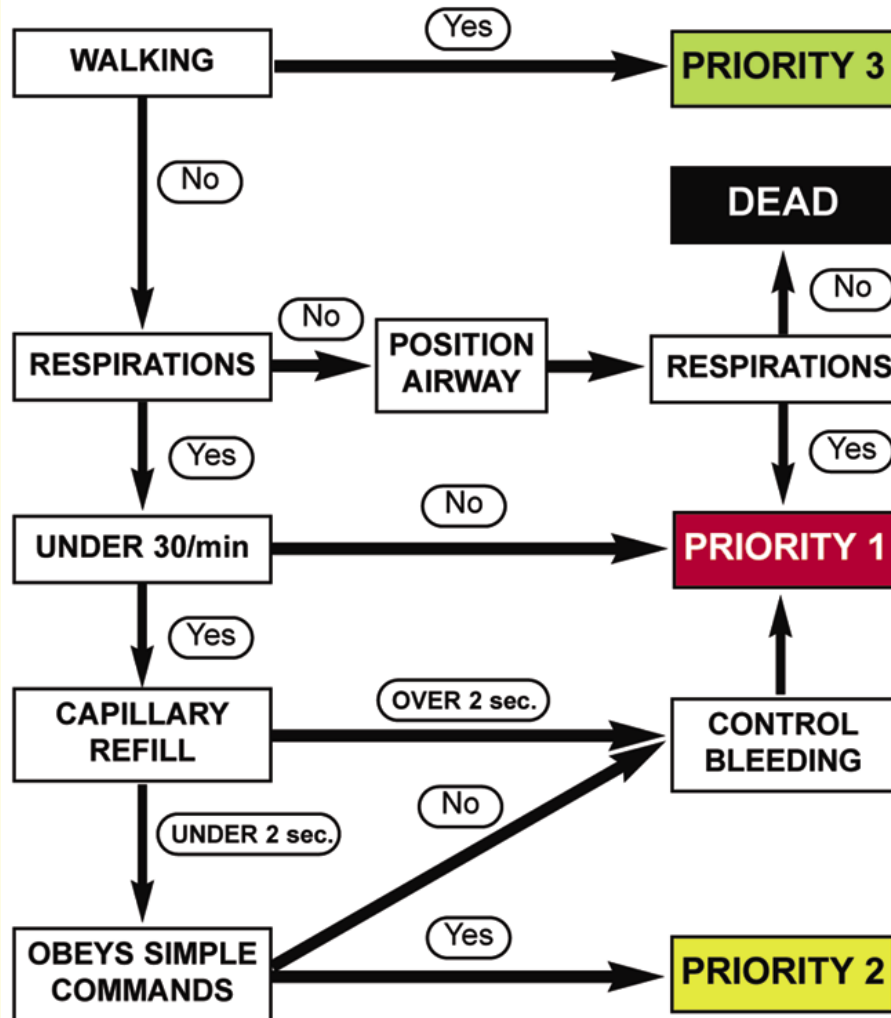 Yes
WALKING
PRIORITY 3
No
DEAD
No
No
RESPIRATIONS
POSITION
AIRWAY
RESPIRATIONS
Yes
Yes
No
UNDER 30/min
PRIORITY 1
Yes
OVER 2 sec.
CAPILLARY
REFILL
CONTROL
BLEEDING
No
UNDER 2 sec.
Yes
OBEYS SIMPLE
COMMANDS
PRIORITY 2